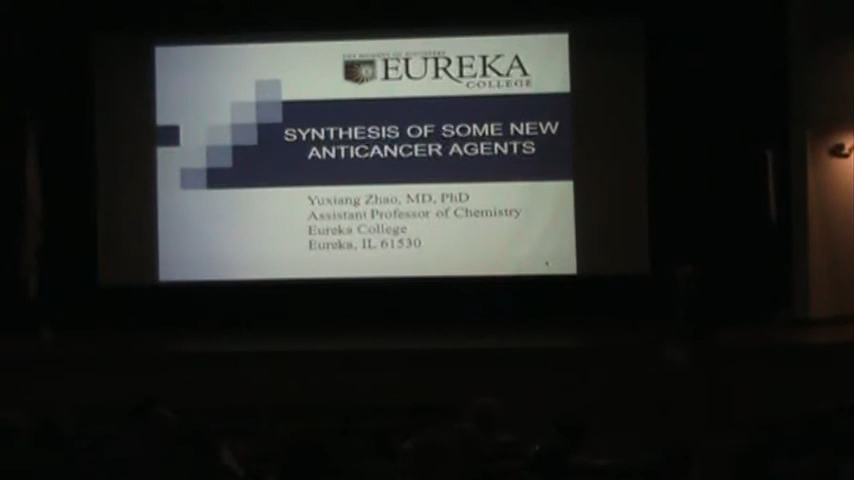 EUREKA
COLLEGE
SYNTHESIS OF SOME NEW
ANTICANCER AGENTS
Yuxiang Zhao, MD, PhD
Assistant Professor of Chemistry
Eureka College
Eureka, IL 61530